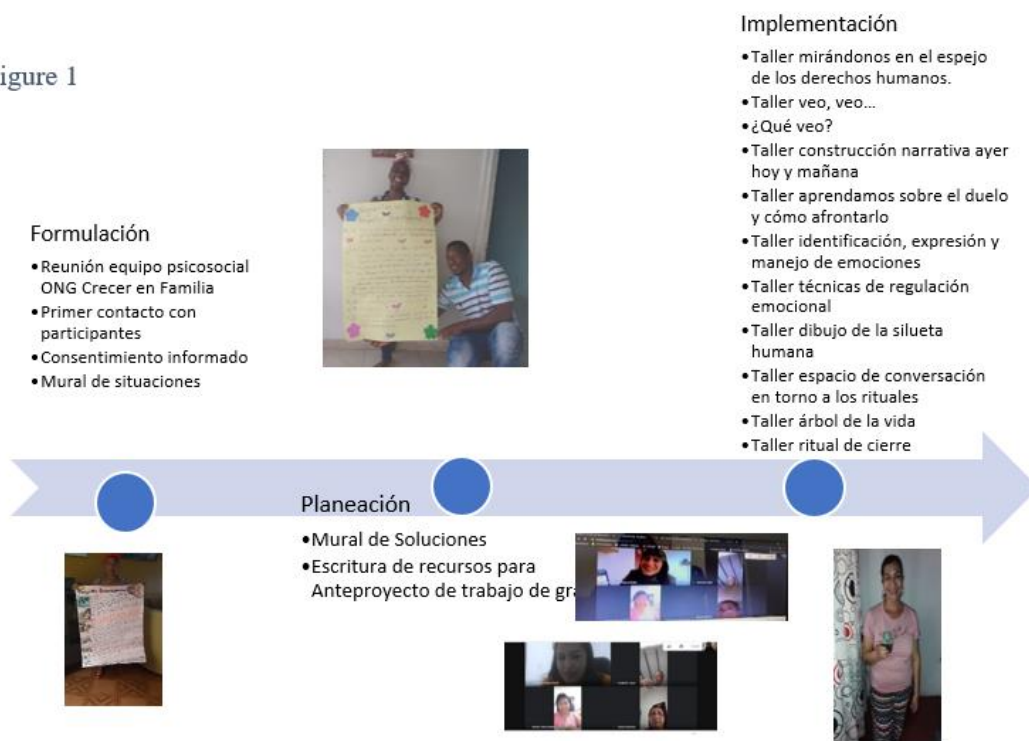 igure 1
Formulación
•Reunión equipo psicosocial
ONG Crecer en Familia
•Primer contacto con
participantes
•Consentimiento informado
•Mural de situaciones
Planeación
•Mural de Soluciones
•Escritura de recursos para
Anteproyecto de trabajo de gra
Implementación
•Taller mirándonos en el espejo
de los derechos humanos.
•Taller veo, veo…
•¿Qué veo?
•Taller construcción narrativa ayer
hoy y mañana
•Taller aprendamos sobre el duelo
y cómo afrontarlo
•Taller identificación, expresión y
manejo de emociones
•Taller técnicas de regulación
emocional
•Taller dibujo de la silueta
humana
•Taller espacio de conversación
en torno a los rituales
•Taller árbol de la vida
•Taller ritual de cierre